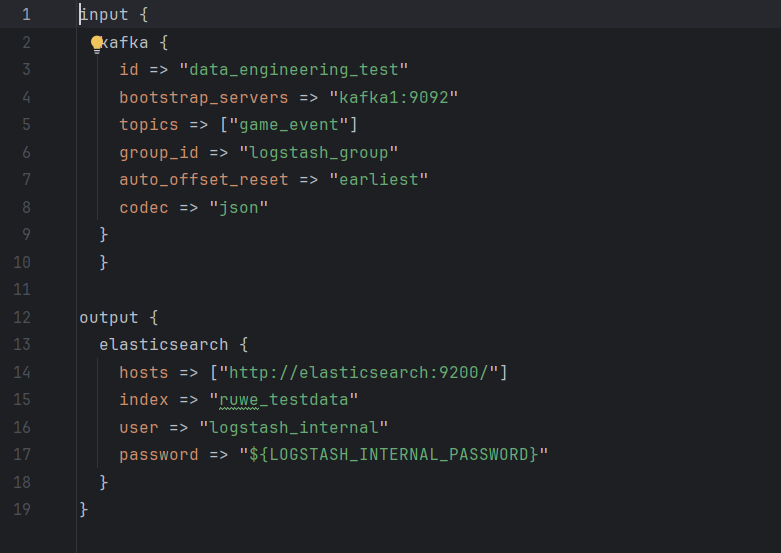 1 input {
2   kafka {
3     id => "data_engineering_test"
4     bootstrap_servers => "kafka1:9092"
5     topics => ["game_event"]
6     group_id => "logstash_group"
7     auto_offset_reset => "earliest"
8     codec => "json"
9   }
10   }
11
12 output {
13   elasticsearch {
14     hosts => ["http://elasticsearch:9200/"]
15     index => "ruwe_testdata"
16     user => "logstash_internal"
17     password => "${LOGSTASH_INTERNAL_PASSWORD}"
18   }
19 }